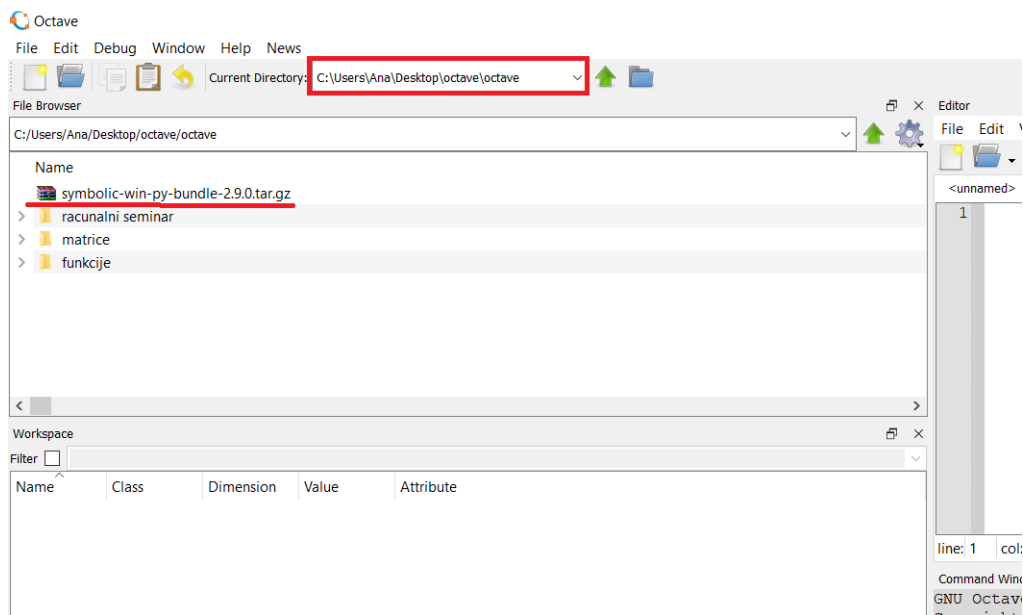 Octave
File Edit Debug Window Help News
Current Directory: C:\Users\Ana\Desktop\octave\octave
File Browser
C:/Users/Ana/Desktop/octave/octave
Name
symbolic-win-py-bundle-2.9.0.tar.gz
racunalni seminar
matrice
funkcije
Workspace
Filter
Name Class Dimension Value Attribute
Editor
File Edit
<unnamed>
1
line: 1 col:
Command Wind
GNU Octave